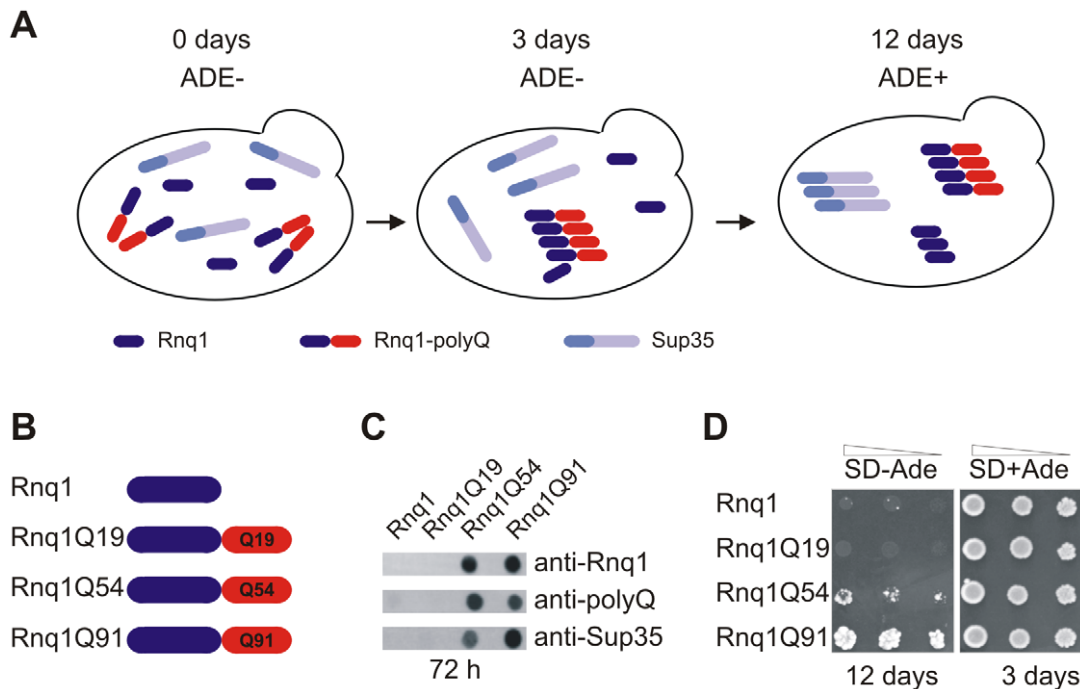 A
0 days
ADE-
3 days
ADE-
12 days
ADE+
Rnq1
Rnq1-polyQ
Sup35
B
Rnq1
Rnq1Q19
Q19
Rnq1Q54
Q54
Rnq1Q91
Q91
C
Rnq1
Rnq1Q19
Rnq1Q54
Rnq1Q91
anti-Rnq1
anti-polyQ
anti-Sup35
72 h
D
SD-Ade
SD+Ade
Rnq1
Rnq1Q19
Rnq1Q54
Rnq1Q91
12 days
3 days